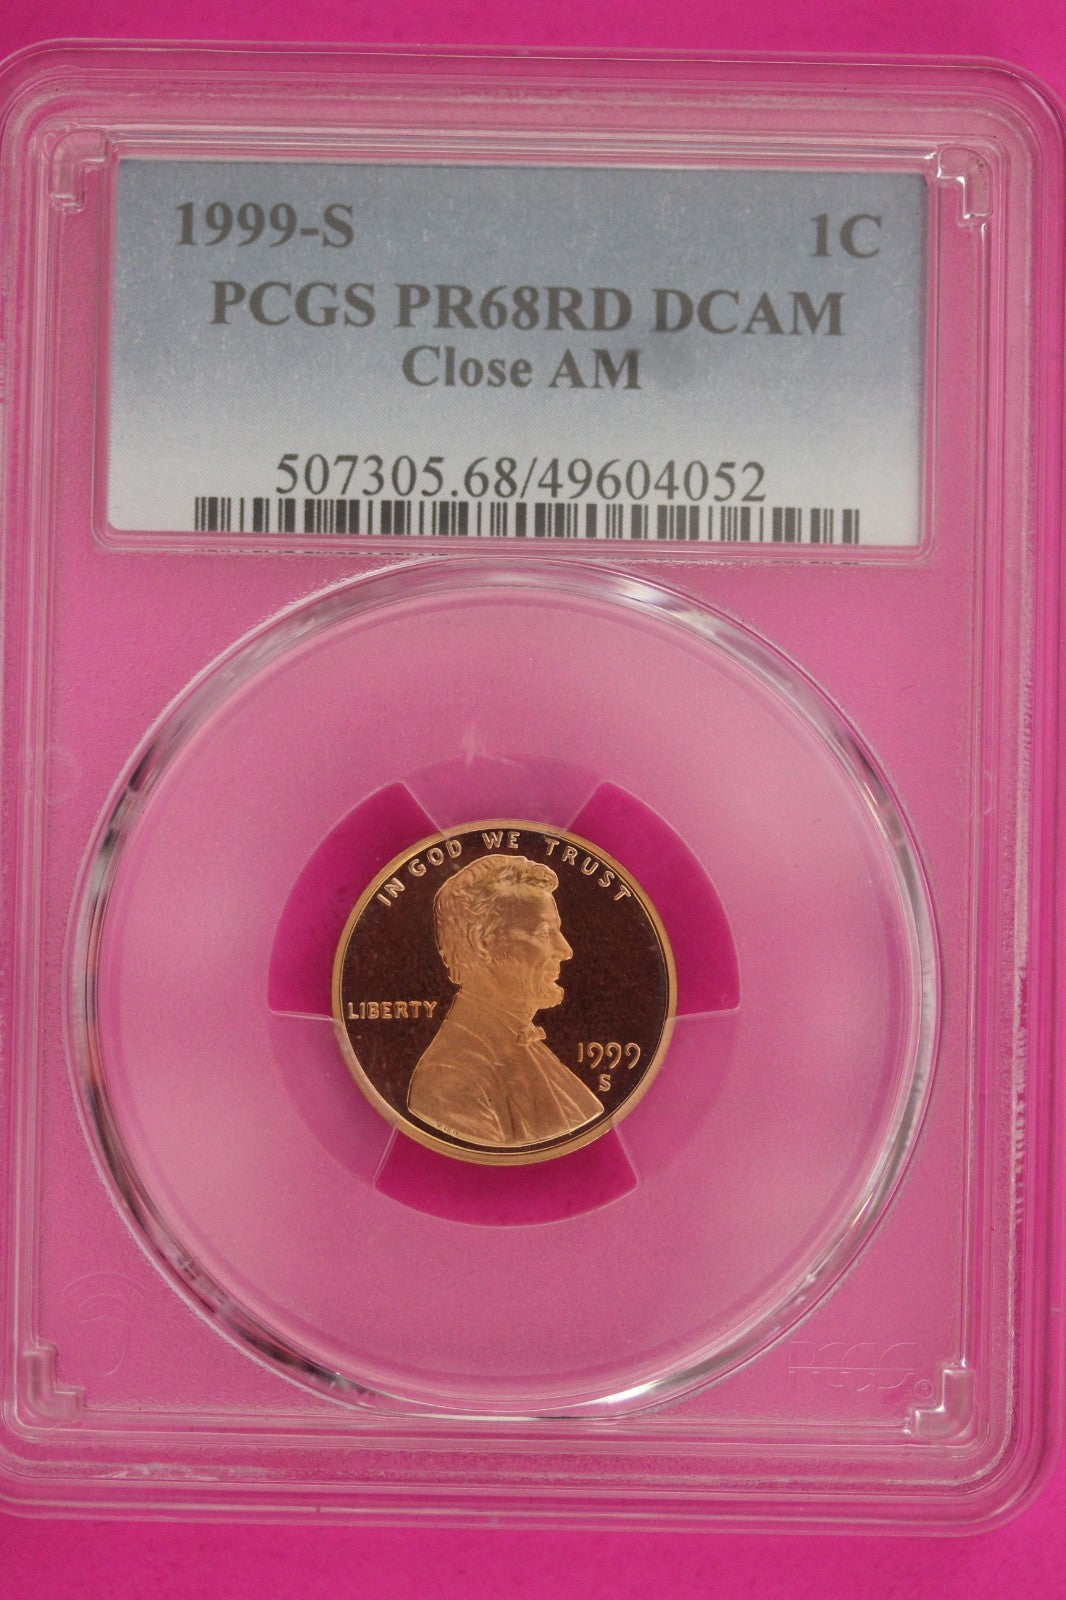 1999-S 1C
PCGS PR68RD DCAM
Close AM
507305.68/49604052
IN GOD WE TRUST
LIBERTY
1999
S
PCGS